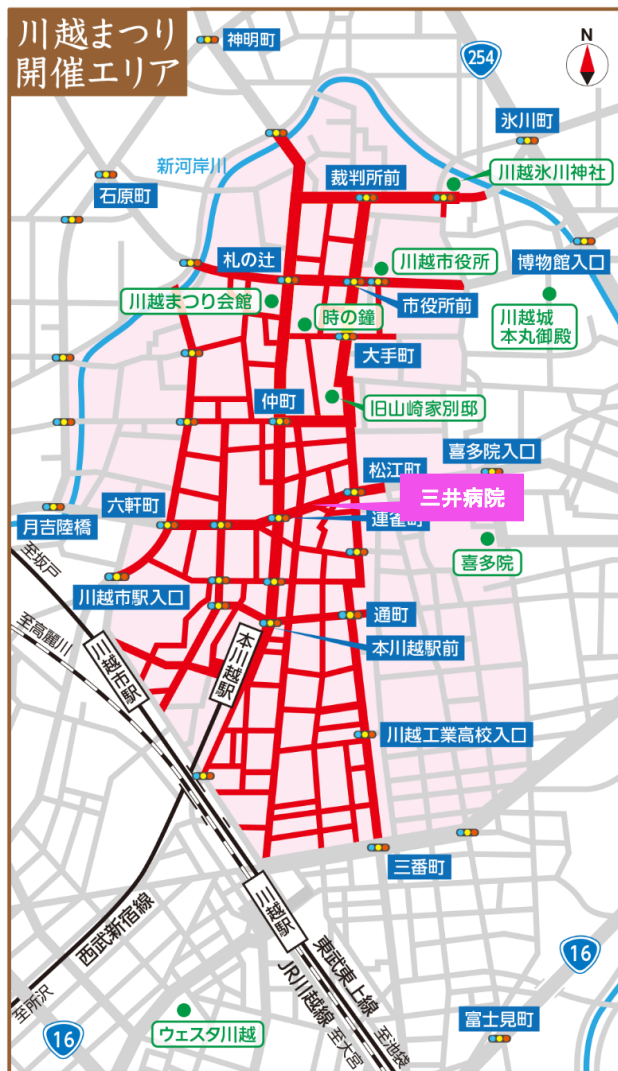 川越まつり
開催エリア
神明町
254
N
氷川町
新河岸川
石原町
裁判所前
川越氷川神社
札の辻
川越市役所
博物館入口
川越まつり会館
市役所前
時の鐘
川越城
本丸御殿
大手町
仲町
旧山崎家別邸
喜多院入口
松江町
三井病院
六軒町
連雀町
月吉陸橋
喜多院
至坂戸
川越市駅入口
通町
至高麗川
本川越駅前
川越市駅
本川越駅
川越工業高校入口
三番町
川越駅
西武新宿線
東武東上線
JR川越線
16
至所沢
ウェスタ川越
16
富士見町
至大宮
至池袋